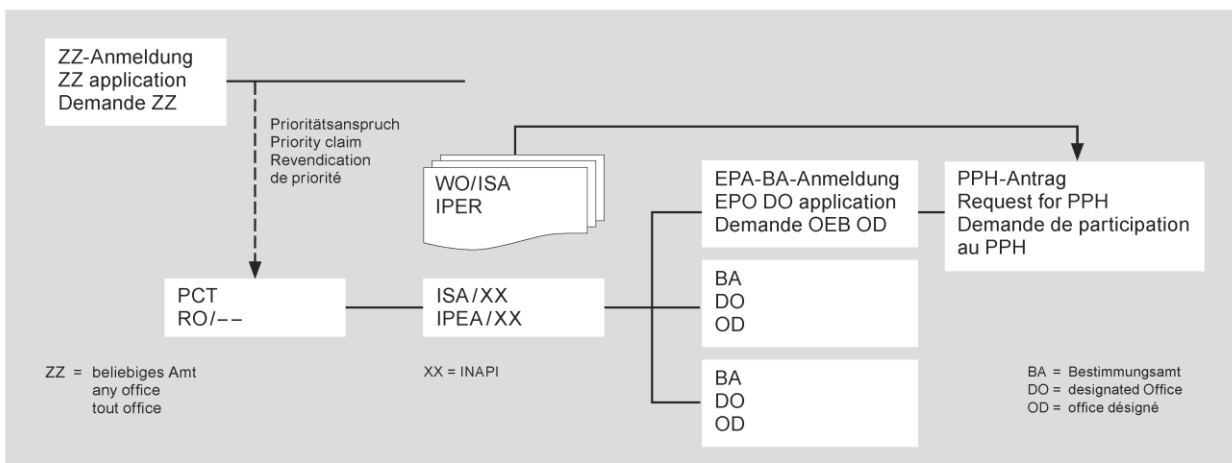 ZZ-Anmeldung
ZZ application
Demande ZZ
Prioritätsanspruch
Priority claim
Revendication
de priorité
WO/ISA
IPER
EPA-BA-Anmeldung
EPO DO application
Demande OEB OD
PPH-Antrag
Request for PPH
Demande de participation
au PPH
PCT
RO/––
ISA/XX
IPEA/XX
BA
DO
OD
BA
DO
OD
ZZ = beliebiges Amt
any office
tout office
XX = INAPI
BA = Bestimmungsamt
DO = designated Office
OD = office désigné